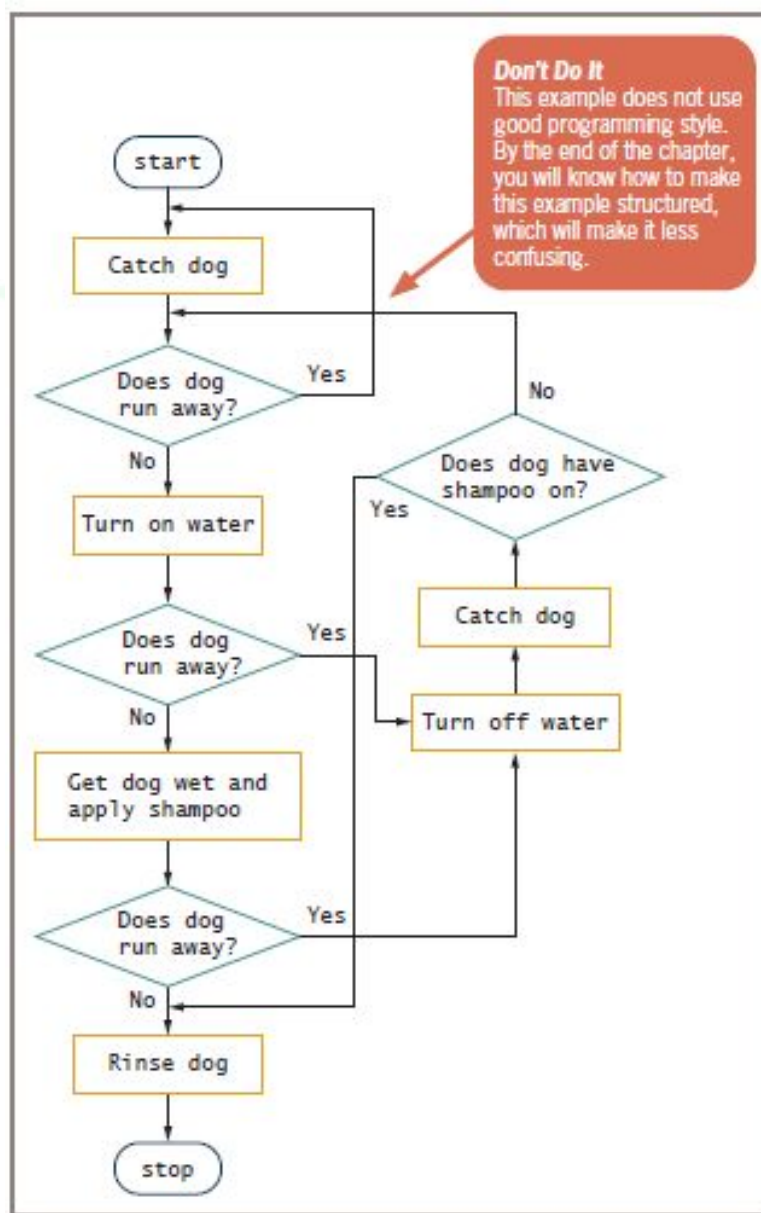 Don't Do It
This example does not use
good programming style.
By the end of the chapter,
you will know how to make
this example structured,
which will make it less
confusing.
start
Catch dog
Does dog
run away?
Yes
No
Turn on water
Does dog
run away?
Yes
No
Get dog wet and
apply shampoo
Does dog
run away?
Yes
No
Rinse dog
stop
No
Does dog have
shampoo on?
Yes
Catch dog
Turn off water